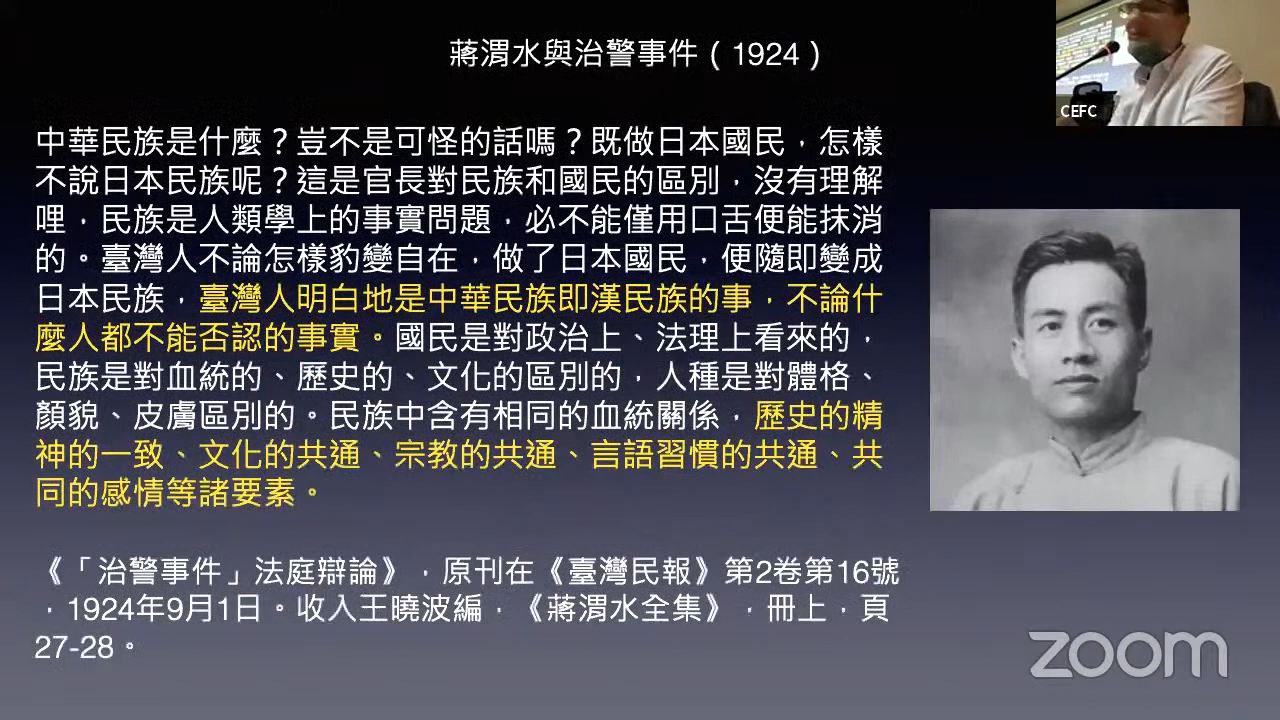 蔣渭水與治警事件（1924）
CEFC
中華民族是什麼？豈不是可怪的話嗎？既做日本國民，怎樣
不說日本民族呢？這是官長對民族和國民的區別，沒有理解
哩，民族是人類學上的事實問題，必不能僅用口舌便能抹消
的。臺灣人不論怎樣豹變自在，做了日本國民，便隨即變成
日本民族，臺灣人明白地是中華民族即漢民族的事，不論什
麼人都不能否認的事實。國民是對政治上、法理上看來的，
民族是對血統的、歷史的、文化的區別的，人種是對體格、
顏貌、皮膚區別的。民族中含有相同的血統關係，歷史的精
神的一致、文化的共通、宗教的共通、言語習慣的共通、共
同的感情等諸要素。
《「治警事件」法庭辯論》，原刊在《臺灣民報》第2卷第16號
，1924年9月1日。收入王曉波編，《蔣渭水全集》，冊上，頁
27-28。
zoom